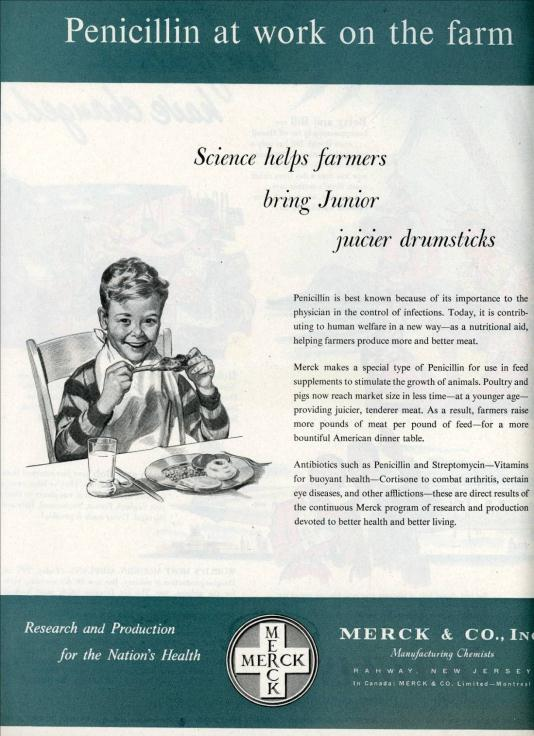 Penicillin at work on the farm
Science helps farmers
bring Junior
juicier drumsticks
Penicillin is best known because of its importance to the
physician in the control of infections. Today, it is contrib-
uting to human welfare in a new way—as a nutritional aid,
helping farmers produce more and better meat.
Merck makes a special type of Penicillin for use in feed
supplements to stimulate the growth of animals. Poultry and
pigs now reach market size in less time—at a younger age—
providing juicier, tenderer meat. As a result, farmers raise
more pounds of meat per pound of feed—for a more
bountiful American dinner table.
Antibiotics such as Penicillin and Streptomycin—Vitamins
for buoyant health—Cortisone to combat arthritis, certain
eye diseases, and other afflictions—these are direct results of
the continuous Merck program of research and production
devoted to better health and better living.
Research and Production
for the Nation's Health
MERCK
MERCK
MERCK & CO., INC
Manufacturing Chemists
RAHWAY, NEW JERSEY
In Canada: MERCK & CO. Limited—Montreal